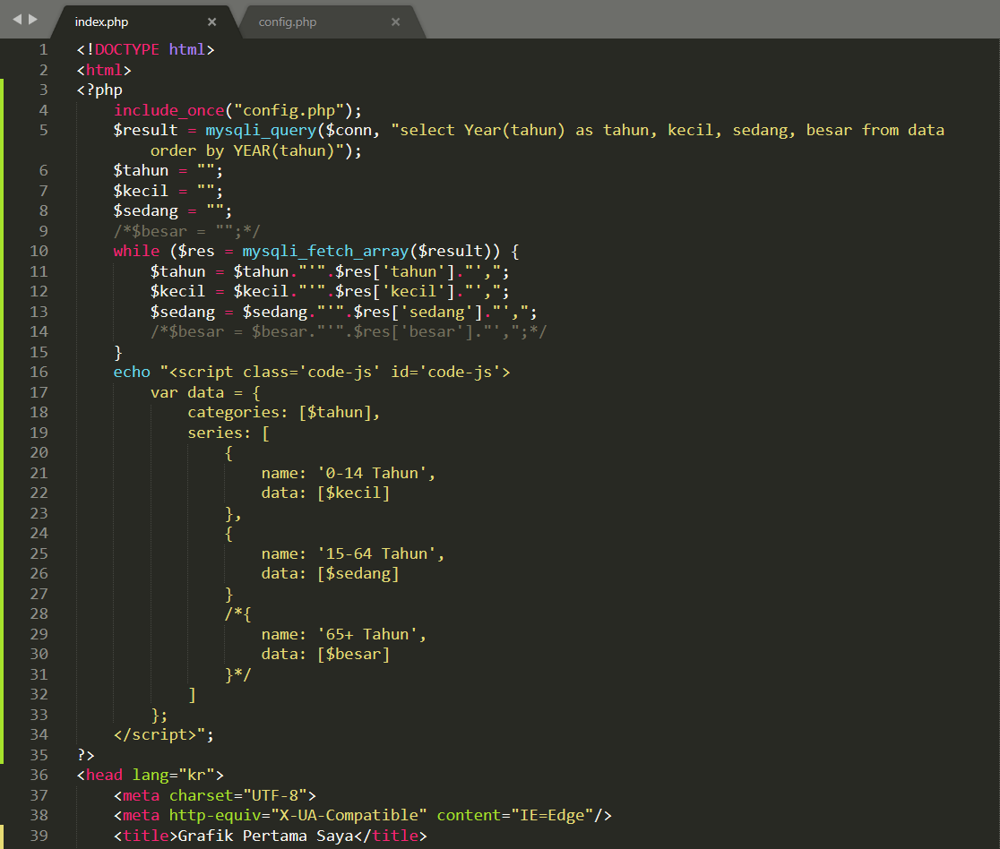 index.php × config.php ×
1 <!DOCTYPE html>
2 <html>
3 <?php
4     include_once("config.php");
5     $result = mysqli_query($conn, "select Year(tahun) as tahun, kecil, sedang, besar from data
        order by YEAR(tahun)");
6     $tahun = "";
7     $kecil = "";
8     $sedang = "";
9     /*$besar = "";*/
10     while ($res = mysqli_fetch_array($result)) {
11         $tahun = $tahun."'".$res['tahun']."',";
12         $kecil = $kecil."'".$res['kecil']."',";
13         $sedang = $sedang."'".$res['sedang']."',";
14         /*$besar = $besar."'".$res['besar']."',";*/
15     }
16     echo "<script class='code-js' id='code-js'>
17         var data = {
18             categories: [$tahun],
19             series: [
20                 {
21                     name: '0-14 Tahun',
22                     data: [$kecil]
23                 },
24                 {
25                     name: '15-64 Tahun',
26                     data: [$sedang]
27                 }
28                 /*{
29                     name: '65+ Tahun',
30                     data: [$besar]
31                 }*/
32             ]
33         };
34     </script>";
35 ?>
36 <head lang="kr">
37     <meta charset="UTF-8">
38     <meta http-equiv="X-UA-Compatible" content="IE=Edge"/>
39     <title>Grafik Pertama Saya</title>